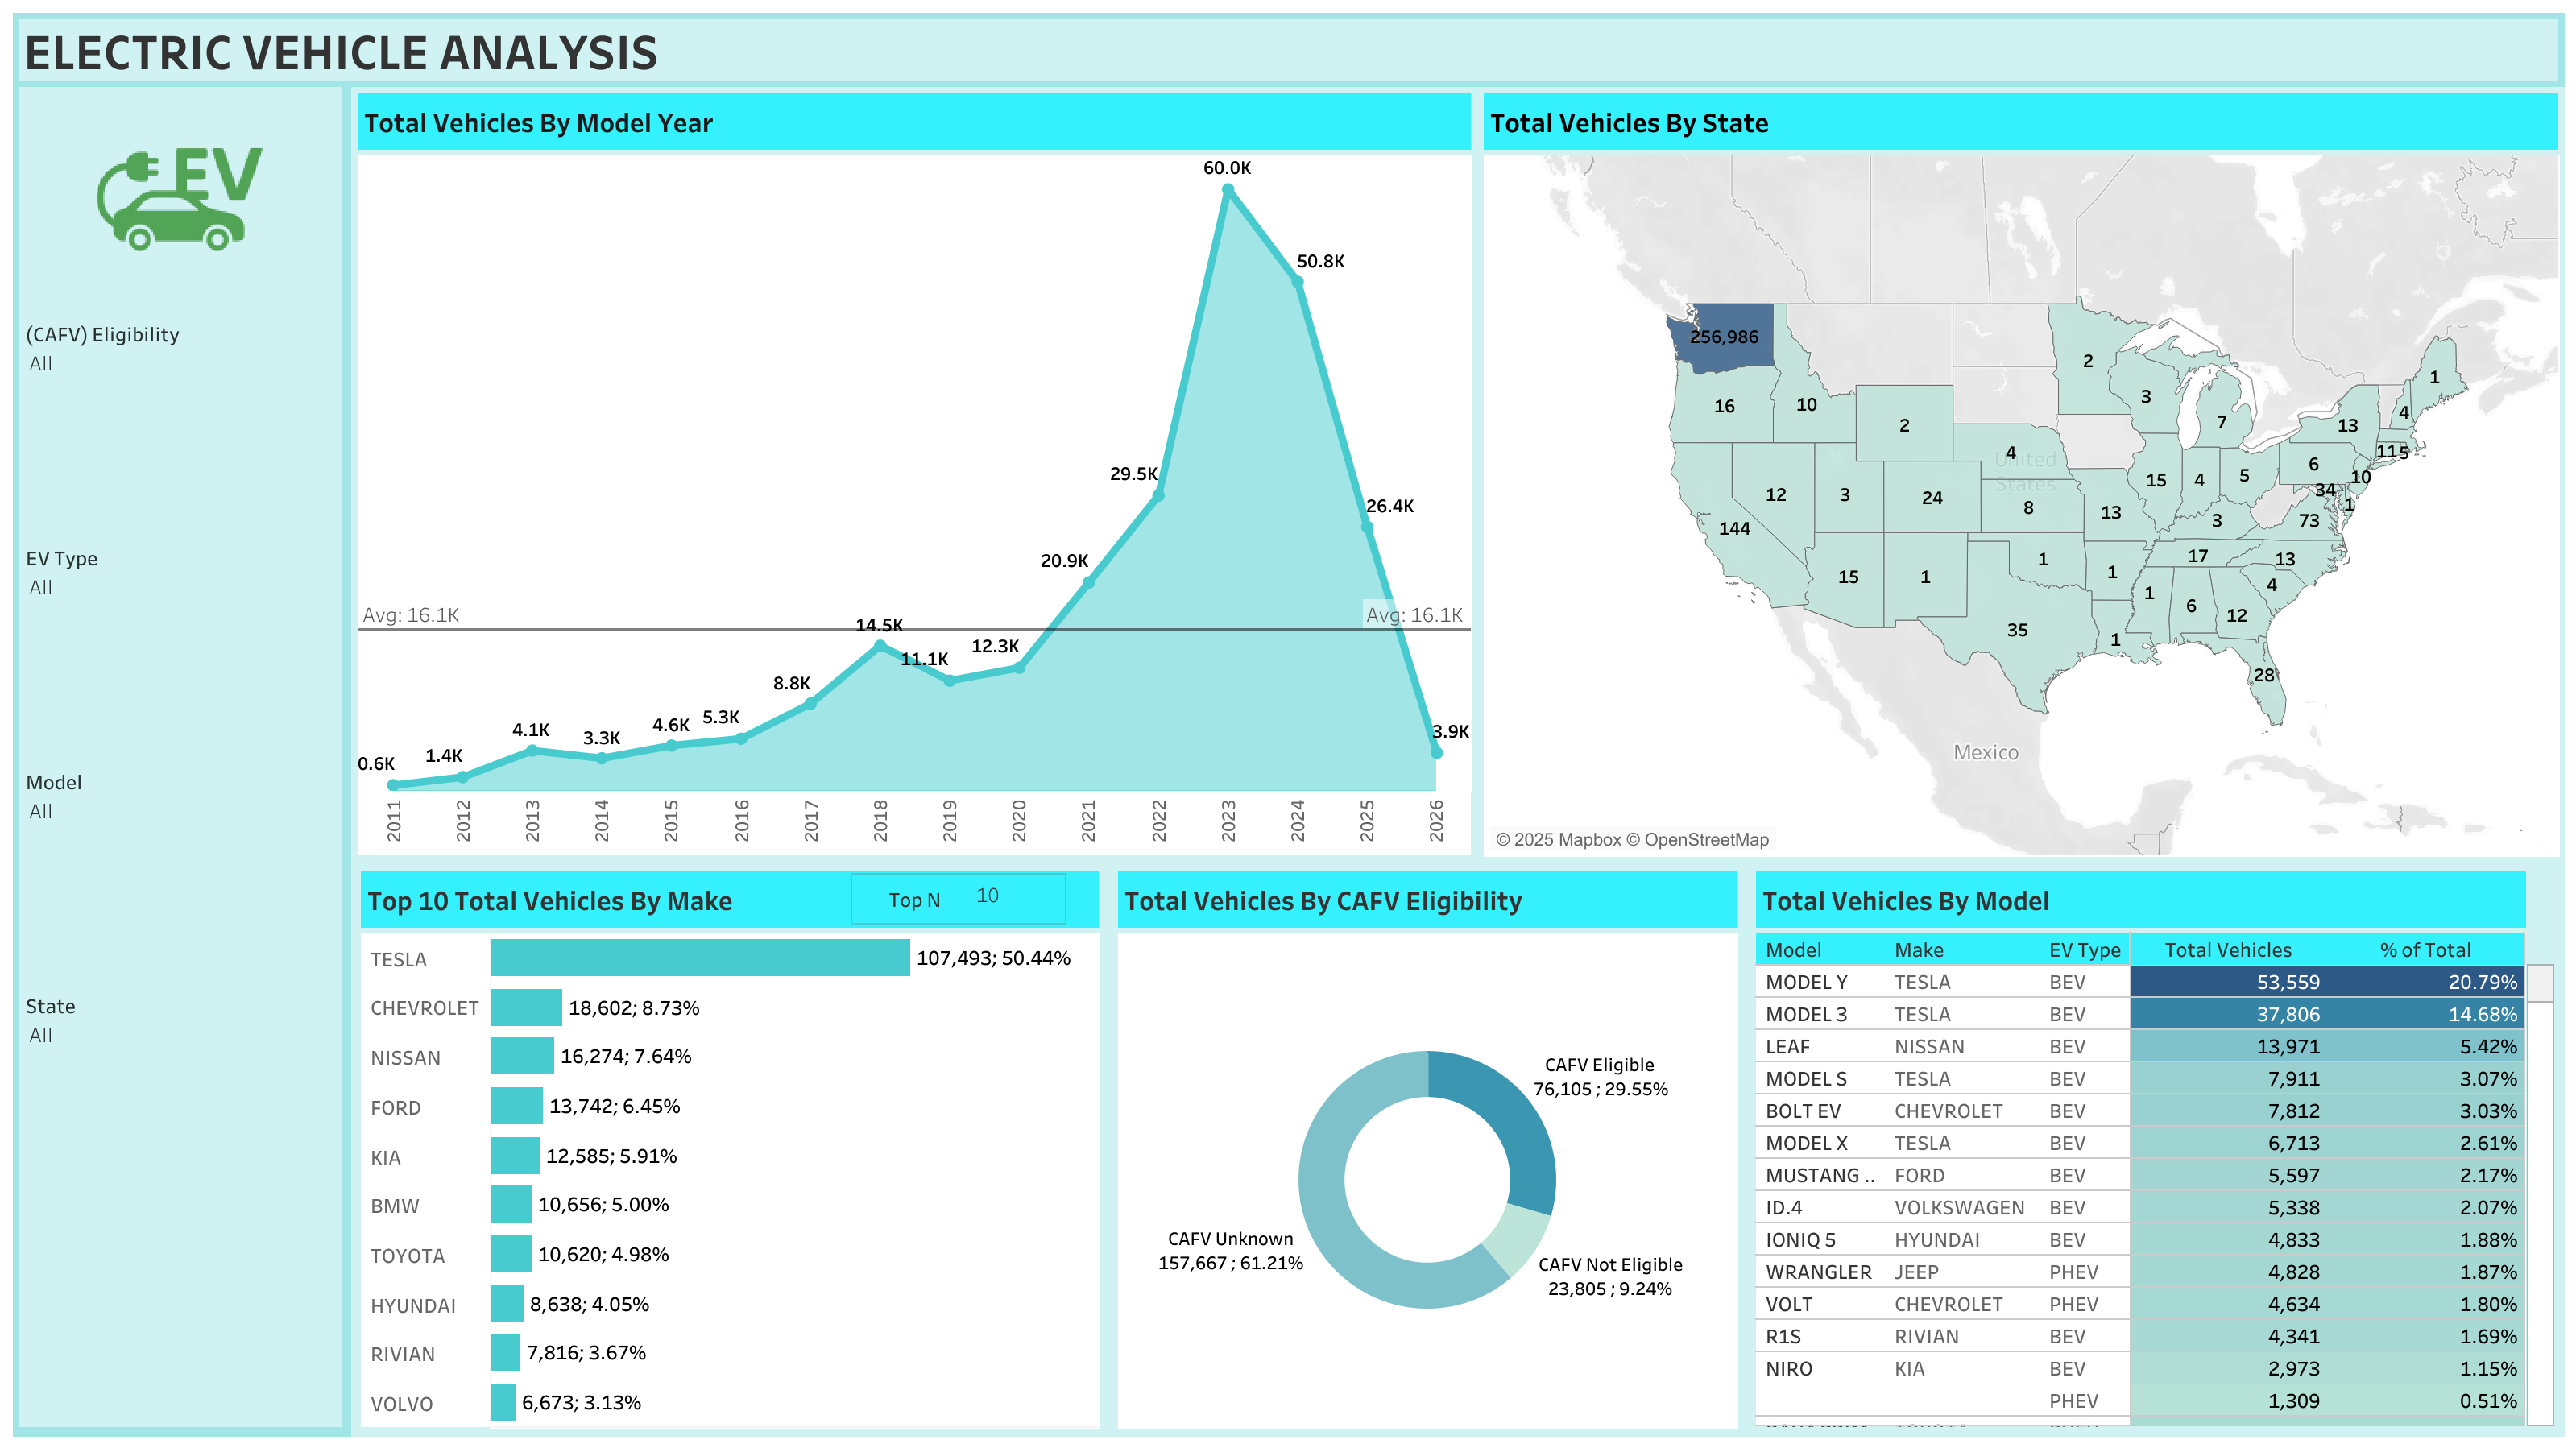 ELECTRIC VEHICLE ANALYSIS
EV
(CAFV) Eligibility
All
EV Type
All
Model
All
State
All
Total Vehicles By Model Year
60.0K
50.8K
29.5K
26.4K
20.9K
Avg: 16.1K
Avg: 16.1K
14.5K
11.1K
12.3K
8.8K
5.3K
4.6K
4.1K
3.3K
3.9K
1.4K
0.6K
2011 2012 2013 2014 2015 2016 2017 2018 2019 2020 2021 2022 2023 2024 2025 2026
Total Vehicles By State
256,986
2
1
3
16
10
4
7
2
13
4
11 5
6
10
5
15
4
12
3
24
34
1
8
13
3
73
144
17
13
1
15
1
1
4
1
6
12
35
1
28
United
States
Mexico
© 2025 Mapbox © OpenStreetMap
Top 10 Total Vehicles By Make
Top N 10
TESLA 107,493; 50.44%
CHEVROLET 18,602; 8.73%
NISSAN 16,274; 7.64%
FORD 13,742; 6.45%
KIA 12,585; 5.91%
BMW 10,656; 5.00%
TOYOTA 10,620; 4.98%
HYUNDAI 8,638; 4.05%
RIVIAN 7,816; 3.67%
VOLVO 6,673; 3.13%
Total Vehicles By CAFV Eligibility
CAFV Eligible
76,105 ; 29.55%
CAFV Unknown
157,667 ; 61.21%
CAFV Not Eligible
23,805 ; 9.24%
Total Vehicles By Model
Model Make EV Type Total Vehicles % of Total
MODEL Y TESLA BEV 53,559 20.79%
MODEL 3 TESLA BEV 37,806 14.68%
LEAF NISSAN BEV 13,971 5.42%
MODEL S TESLA BEV 7,911 3.07%
BOLT EV CHEVROLET BEV 7,812 3.03%
MODEL X TESLA BEV 6,713 2.61%
MUSTANG .. FORD BEV 5,597 2.17%
ID.4 VOLKSWAGEN BEV 5,338 2.07%
IONIQ 5 HYUNDAI BEV 4,833 1.88%
WRANGLER JEEP PHEV 4,828 1.87%
VOLT CHEVROLET PHEV 4,634 1.80%
R1S RIVIAN BEV 4,341 1.69%
NIRO KIA BEV 2,973 1.15%
PHEV 1,309 0.51%